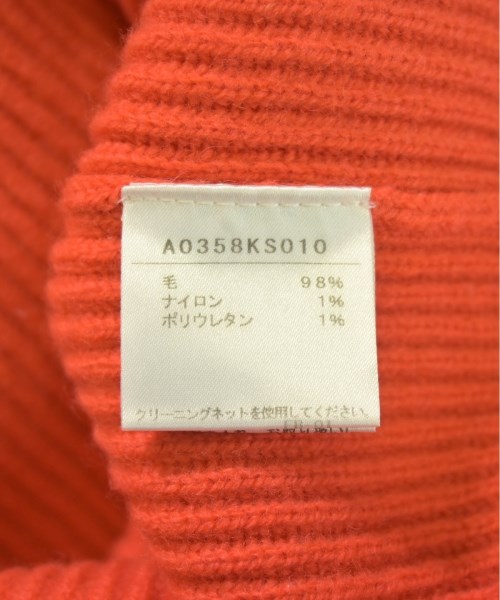 A0358KS010
毛 98%
ナイロン 1%
ポリウレタン 1%
クリーニングネットを使用してください。